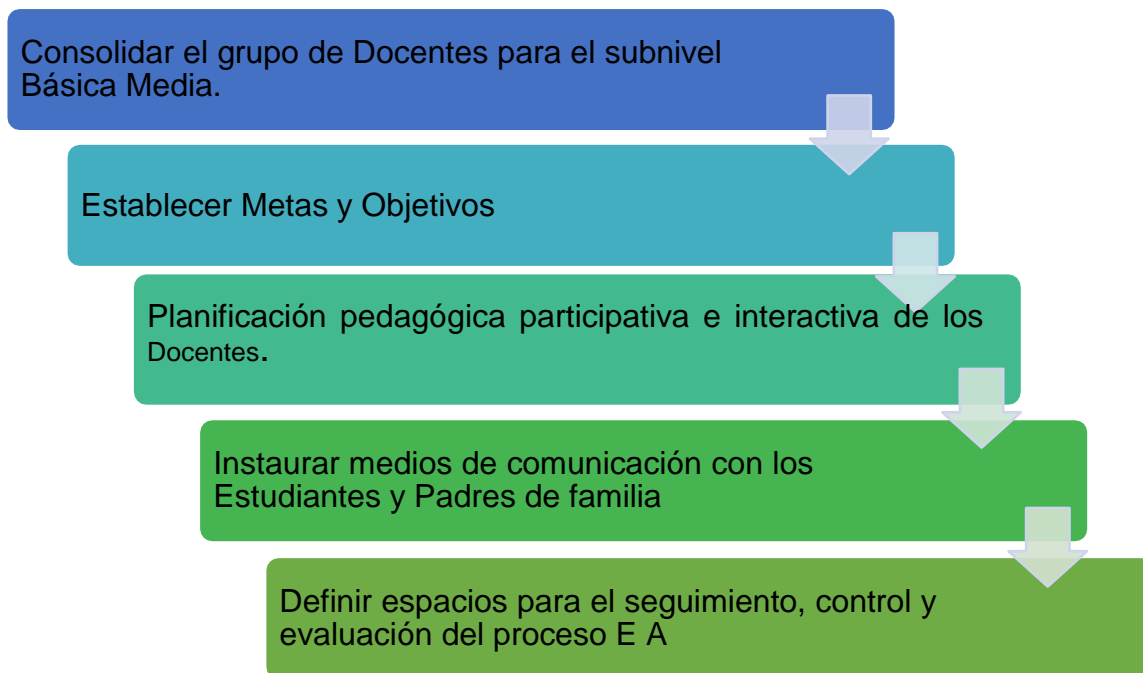 Consolidar el grupo de Docentes para el subnivel
Básica Media.
Establecer Metas y Objetivos
Planificación pedagógica participativa e interactiva de los
Docentes.
Instaurar medios de comunicación con los
Estudiantes y Padres de familia
Definir espacios para el seguimiento, control y
evaluación del proceso E A